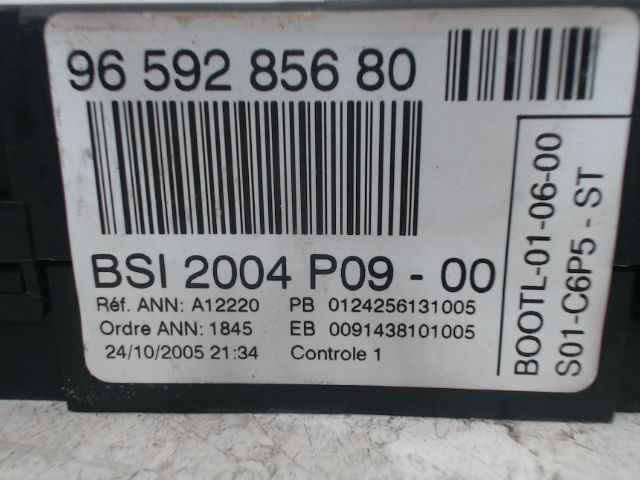 96 592 856 80
BSI 2004 P09 - 00
Réf. ANN: A12220 PB 0124256131005
Ordre ANN: 1845 EB 0091438101005
24/10/2005 21:34 Controle 1
BOOTL-01-06-00
S01-C6P5 - ST